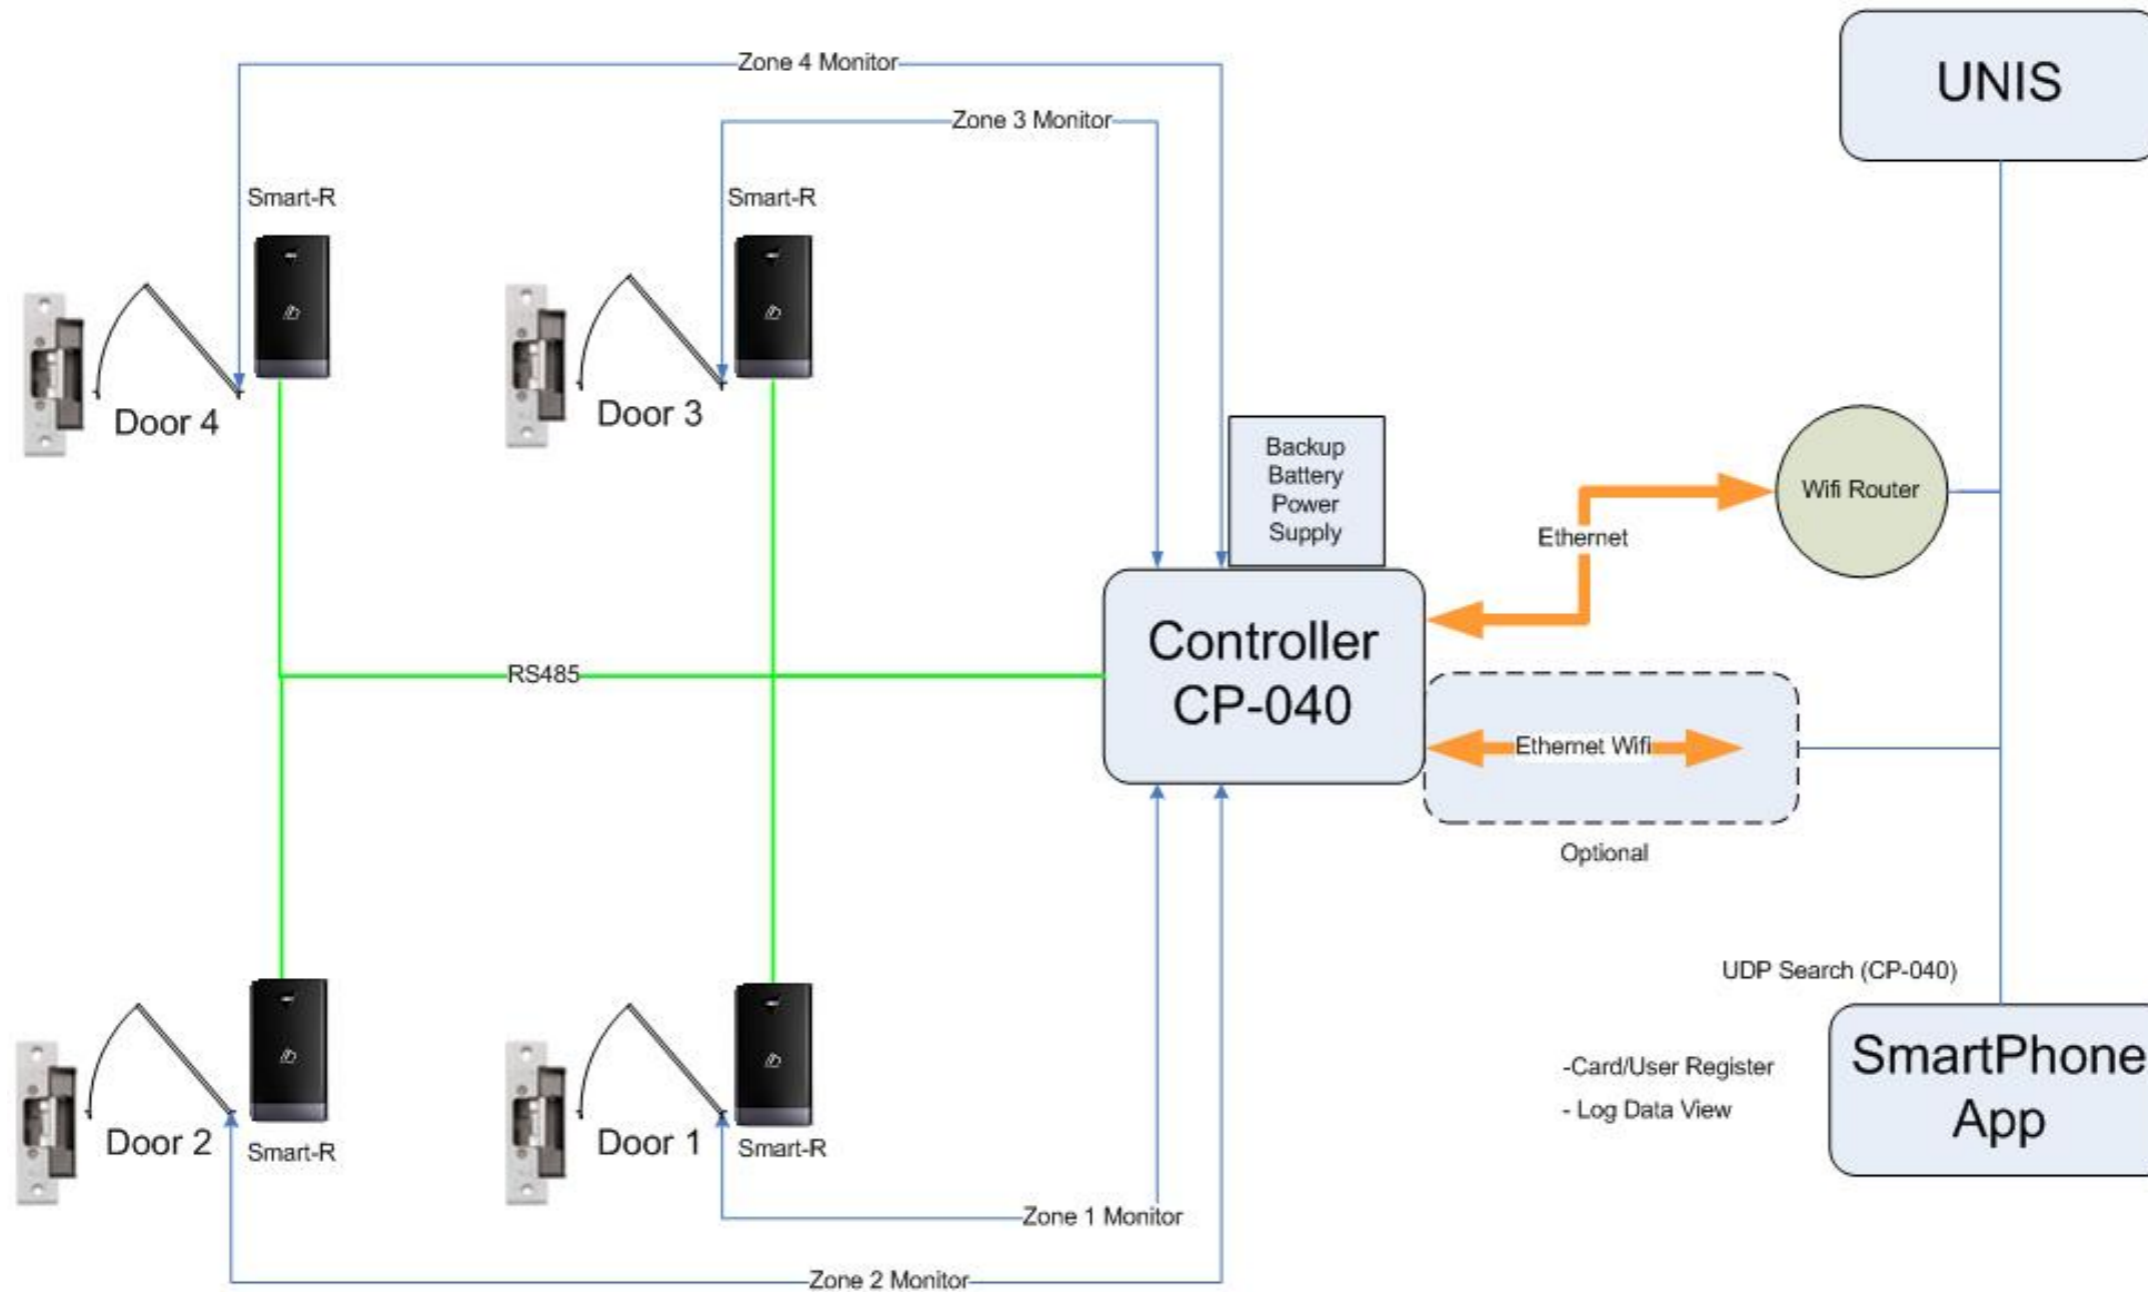 Zone 4 Monitor
UNIS
Zone 3 Monitor
Smart-R
Smart-R
Door 4
Door 3
Backup
Battery
Power
Supply
Wifi Router
Ethernet
Controller
CP-040
RS485
Ethernet Wifi
Optional
UDP Search (CP-040)
SmartPhone
App
-Card/User Register
- Log Data View
Door 2
Smart-R
Door 1
Smart-R
Zone 1 Monitor
Zone 2 Monitor